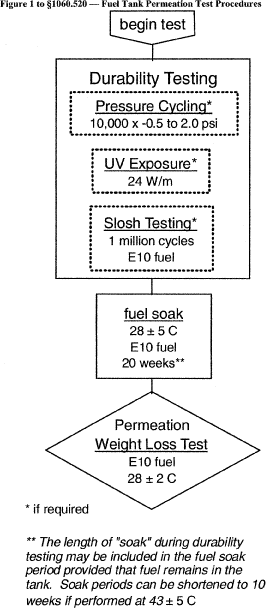 Figure 1 to §1060.520 — Fuel Tank Permeation Test Procedures
begin test
Durability Testing
Pressure Cycling*
10,000 x -0.5 to 2.0 psi
UV Exposure*
24 W/m
Slosh Testing*
1 million cycles
E10 fuel
fuel soak
28 ± 5 C
E10 fuel
20 weeks**
Permeation
Weight Loss Test
E10 fuel
28 ± 2 C
* if required
** The length of "soak" during durability
testing may be included in the fuel soak
period provided that fuel remains in the
tank. Soak periods can be shortened to 10
weeks if performed at 43 ± 5 C